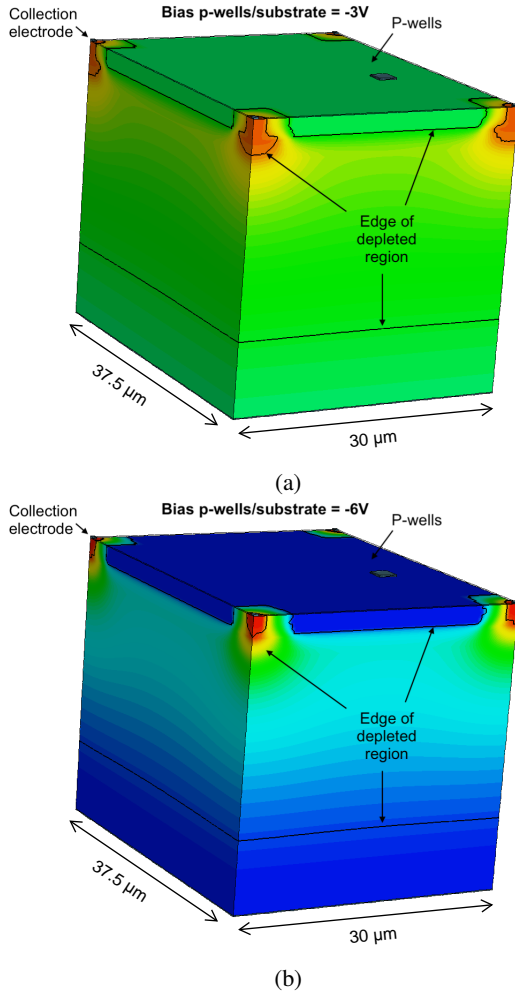 Collection
electrode
Bias p-wells/substrate = -3V
P-wells
Edge of
depleted
region
37.5 µm
30 µm
(a)
Collection
electrode
Bias p-wells/substrate = -6V
P-wells
Edge of
depleted
region
37.5 µm
30 µm
(b)